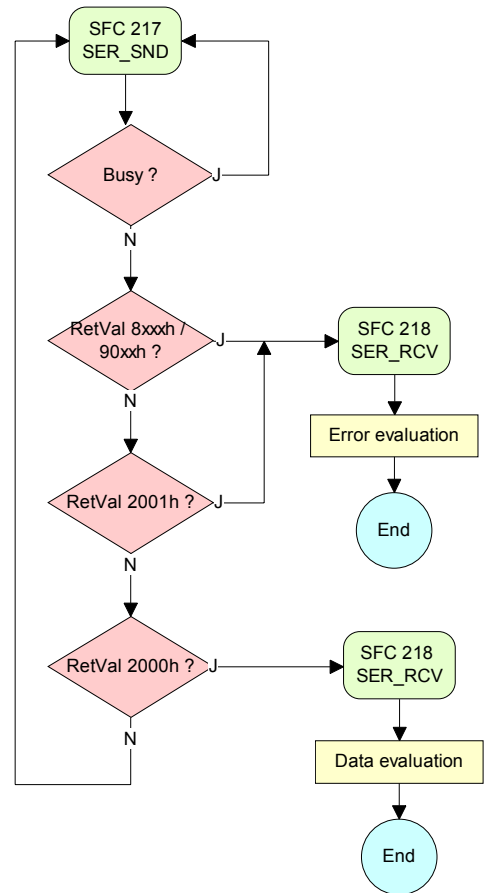 SFC 217
SER_SND
Busy ?
J
N
RetVal 8xxxh /
90xxh ?
J
SFC 218
SER_RCV
N
Error evaluation
RetVal 2001h ?
J
End
N
RetVal 2000h ?
J
SFC 218
SER_RCV
N
Data evaluation
End